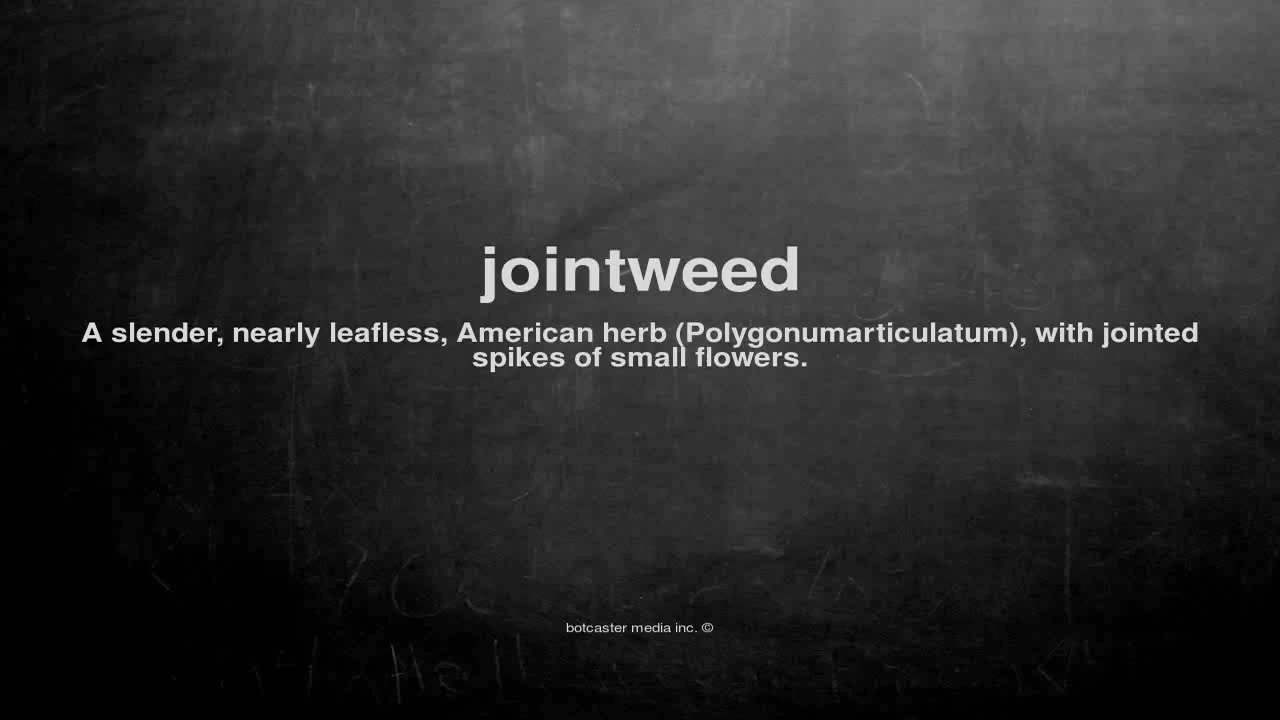 jointweed
A slender, nearly leafless, American herb (Polygonumarticulatum), with jointed
spikes of small flowers.
botcaster media inc. ©